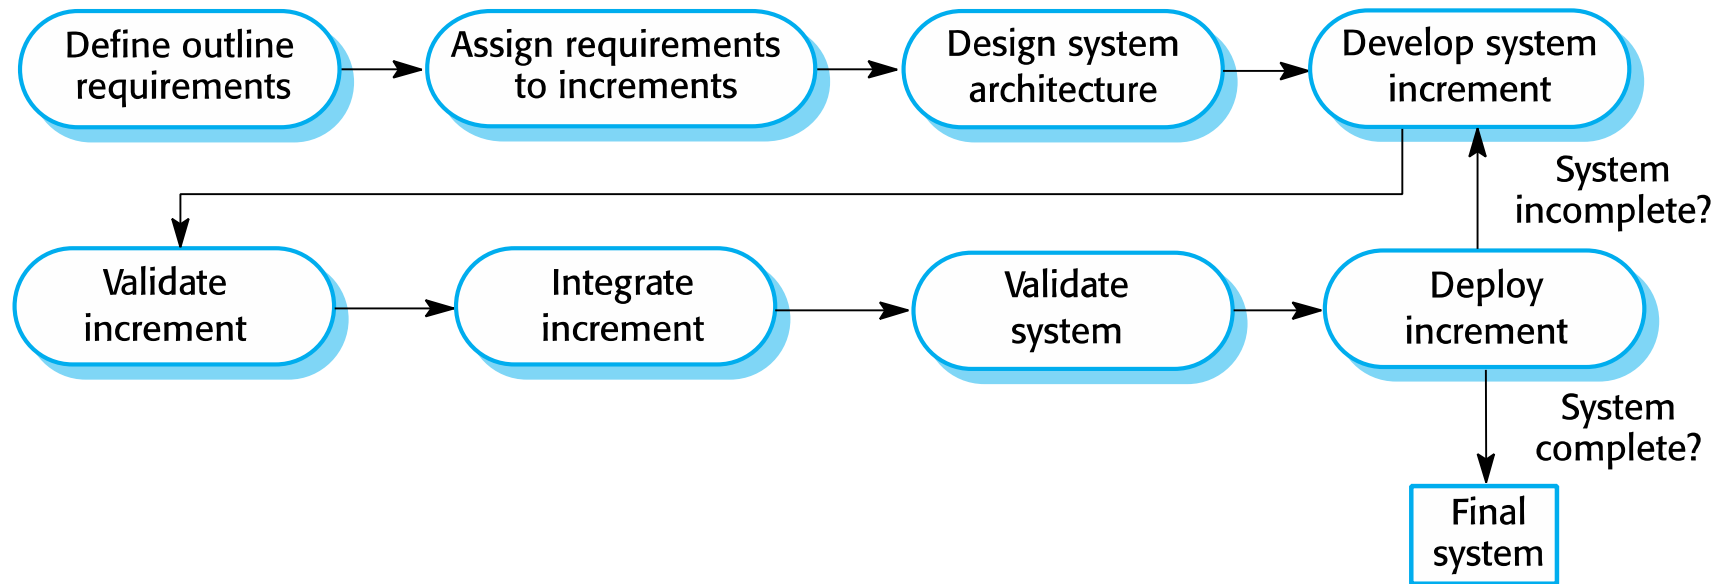 Define outline
requirements
Assign requirements
to increments
Design system
architecture
Develop system
increment
System
incomplete?
Validate
increment
Integrate
increment
Validate
system
Deploy
increment
System
complete?
Final
system